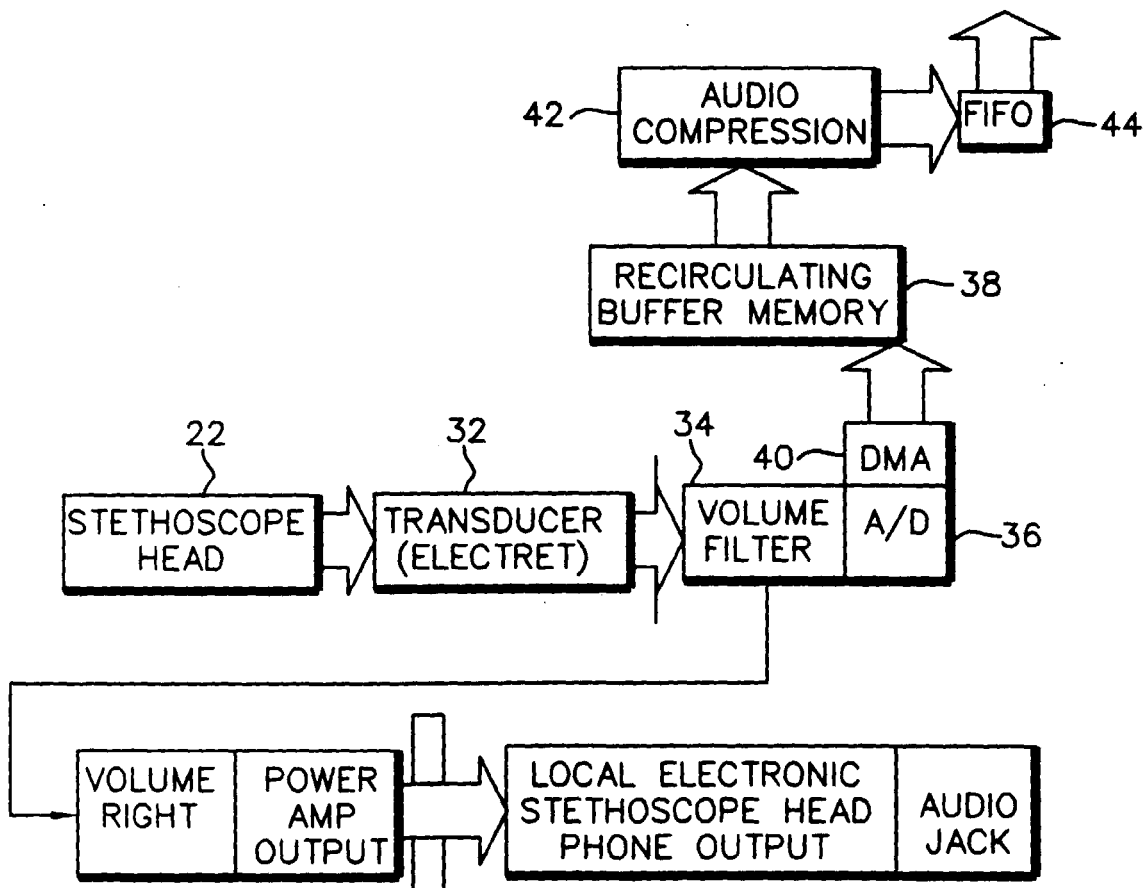 42
AUDIO
COMPRESSION
FIFO
44
RECIRCULATING
BUFFER MEMORY
38
22
32
34
40
DMA
STETHOSCOPE
HEAD
TRANSDUCER
(ELECTRET)
VOLUME
FILTER
A/D
36
VOLUME
RIGHT
POWER
AMP
OUTPUT
LOCAL ELECTRONIC
STETHOSCOPE HEAD
PHONE OUTPUT
AUDIO
JACK